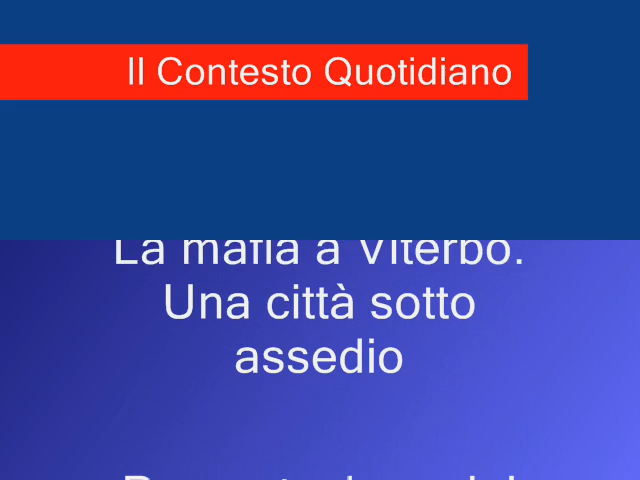 Il Contesto Quotidiano
La mafia a Viterbo.
Una città sotto
assedio